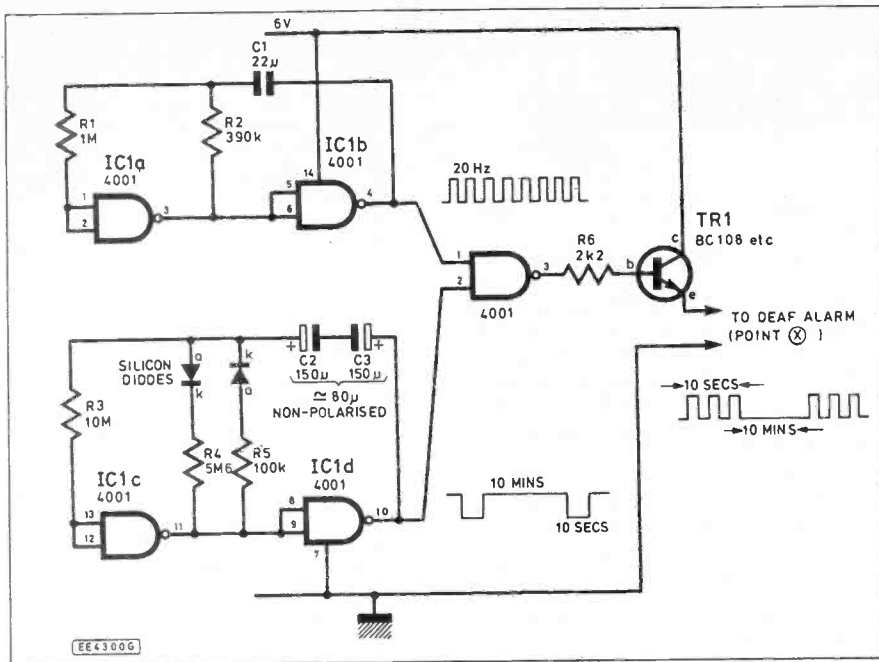 6V
C1
22µ
R1
1M
R2
390k
IC1a
4001
IC1b
4001
1
2
3
14
5
6
4
20 Hz
TR1
BC108 etc
c
b
e
R6
2k2
1
2
3
4001
TO DEAF ALARM
(POINT X )
10 SECS
10 MINS
SILICON
DIODES
a
k
k
a
+
+
C2
150µ
C3
150µ
≃ 80µ
NON-POLARISED
R3
10M
R4
5M6
R5
100k
IC1c
4001
IC1d
4001
13
12
11
8
9
10
7
10 MINS
10 SECS
EE4300G